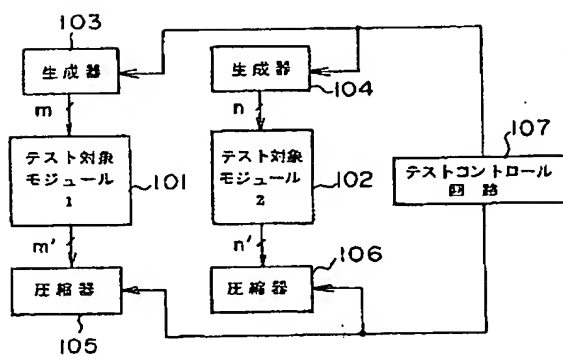 103
生成器
m
テスト対象
モジュール
1
101
m'
圧縮器
105
生成器
104
n
テスト対象
モジュール
2
102
n'
106
圧縮器
107
テストコントロール
回路